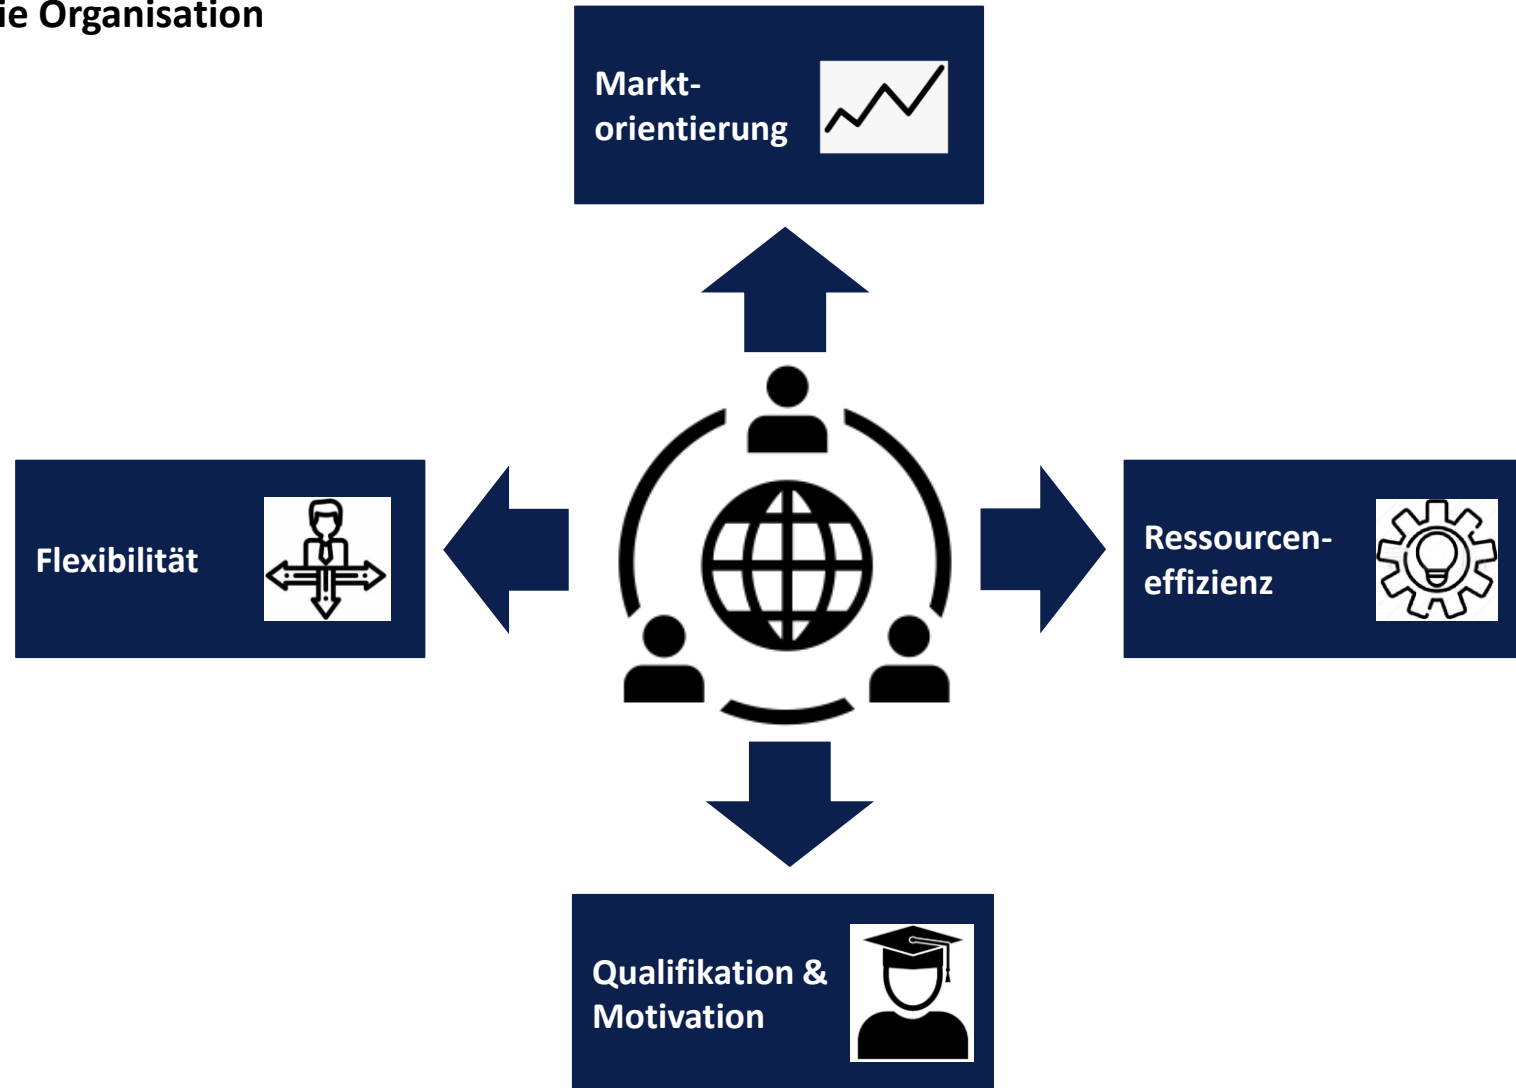 ie Organisation
Markt-
orientierung
Flexibilität
Ressourcen-
effizienz
Qualifikation &
Motivation